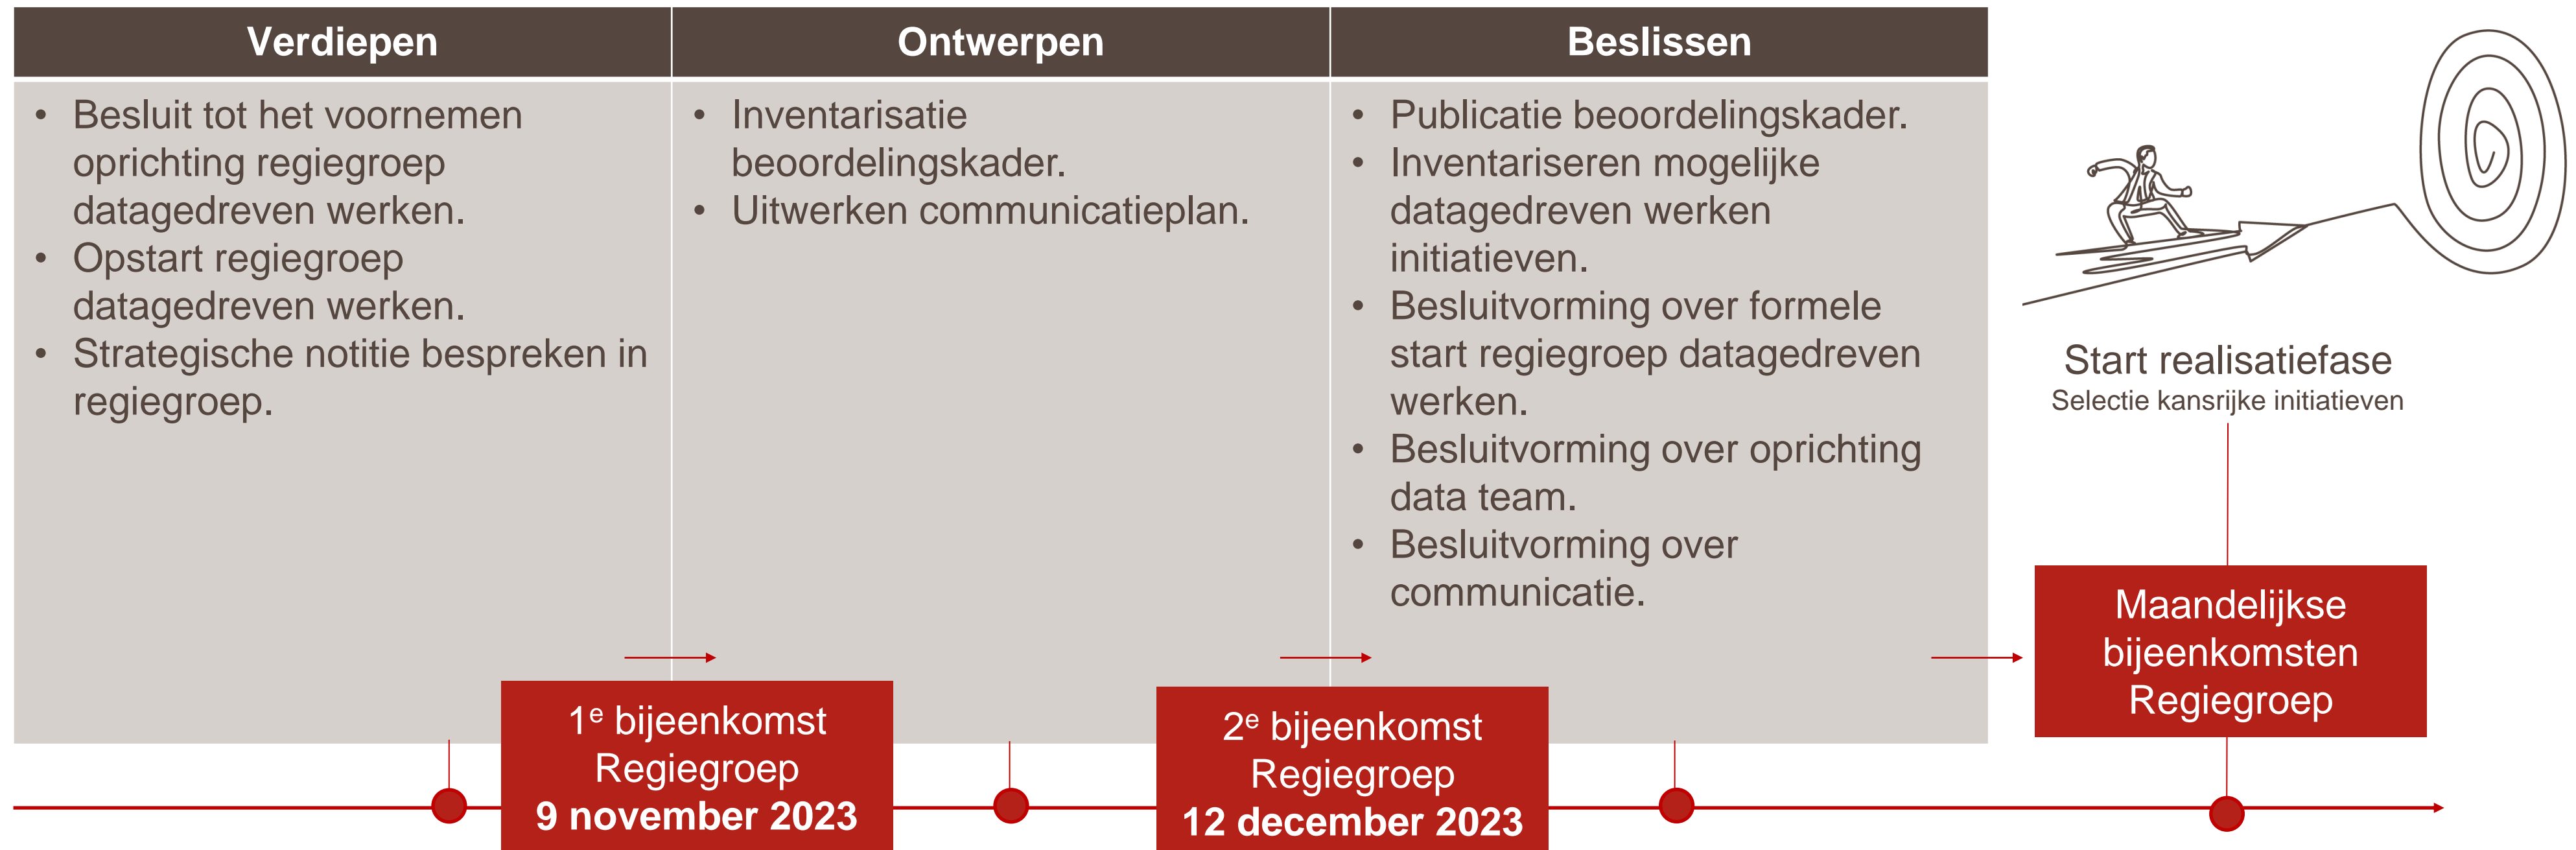 Verdiepen
Ontwerpen
Beslissen
• Besluit tot het voornemen
oprichting regiegroep
datagedreven werken.
• Opstart regiegroep
datagedreven werken.
• Strategische notitie bespreken in
regiegroep.
• Inventarisatie
beoordelingskader.
• Uitwerken communicatieplan.
• Publicatie beoordelingskader.
• Inventariseren mogelijke
datagedreven werken
initiatieven.
• Besluitvorming over formele
start regiegroep datagedreven
werken.
• Besluitvorming over oprichting
data team.
• Besluitvorming over
communicatie.
Start realisatiefase
Selectie kansrijke initiatieven
1e bijeenkomst
Regiegroep
9 november 2023
2e bijeenkomst
Regiegroep
12 december 2023
Maandelijkse
bijeenkomsten
Regiegroep